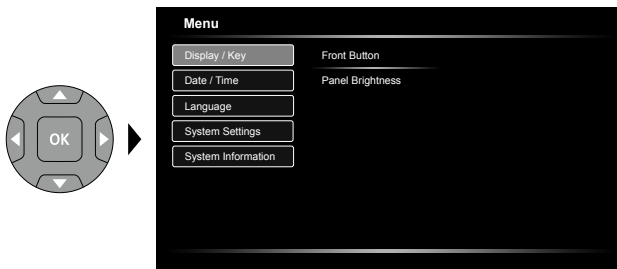 Menu
Display / Key
Front Button
Date / Time
Panel Brightness
Language
System Settings
OK
System Information